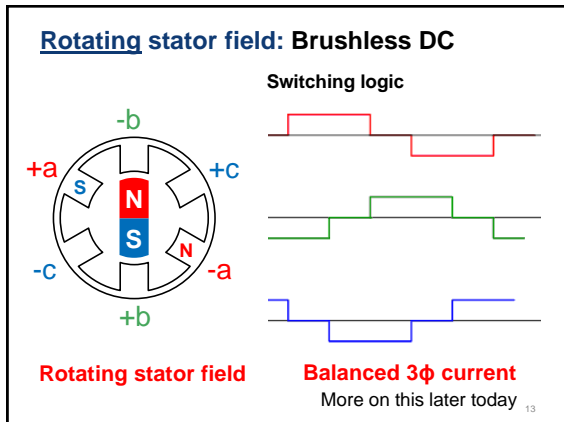 Rotating stator field: Brushless DC
Switching logic
-b
+a
+c
S
N
S
N
-c
-a
+b
Rotating stator field
Balanced 3ϕ current
More on this later today
13